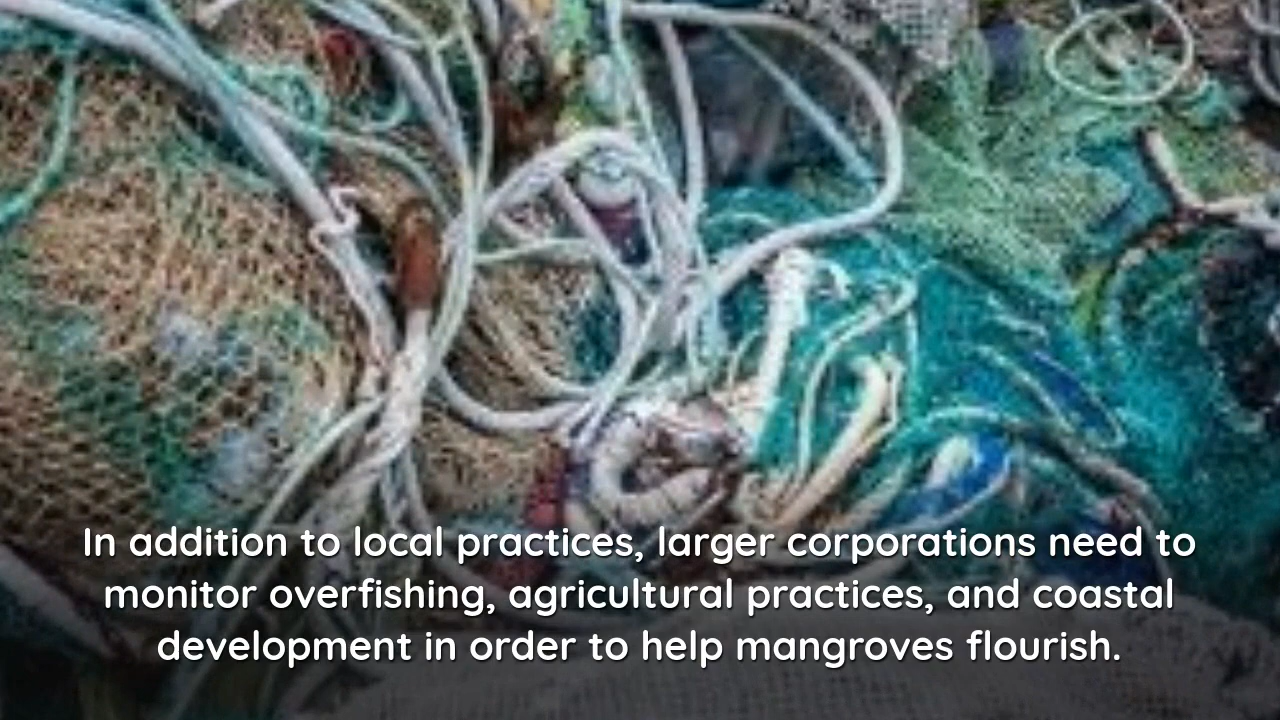 In addition to local practices, larger corporations need to
monitor overfishing, agricultural practices, and coastal
development in order to help mangroves flourish.